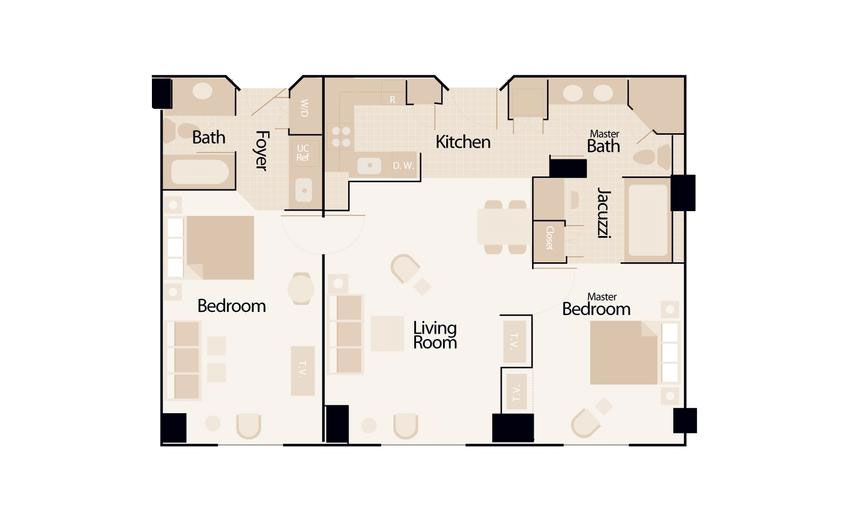 Bath
Foyer
W/D
UC
Ref
R
D.W.
Kitchen
Master
Bath
Jacuzzi
Closet
Bedroom
T.V.
Living
Room
T.V.
T.V.
Master
Bedroom